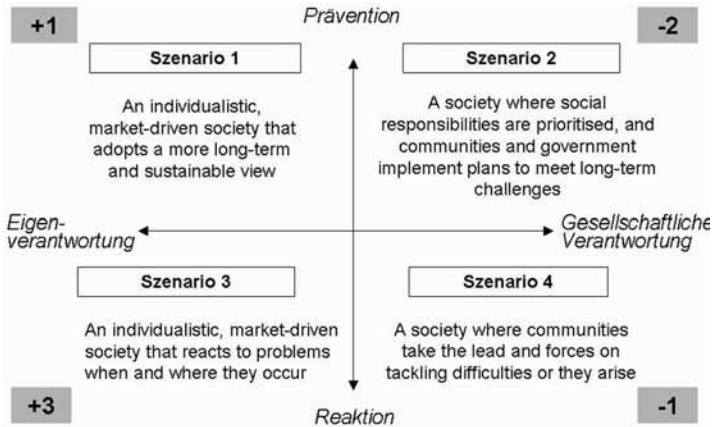 +1
Prävention
-2
Szenario 1
Szenario 2
An individualistic,
market-driven society that
adopts a more long-term
and sustainable view
A society where social
responsibilities are prioritised, and
communities and government
implement plans to meet long-term
challenges
Eigen-
verantwortung
Gesellschaftliche
Verantwortung
Szenario 3
Szenario 4
An individualistic, market-driven
society that reacts to problems
when and where they occur
A society where communities
take the lead and forces on
tackling difficulties or they arise
+3
Reaktion
-1